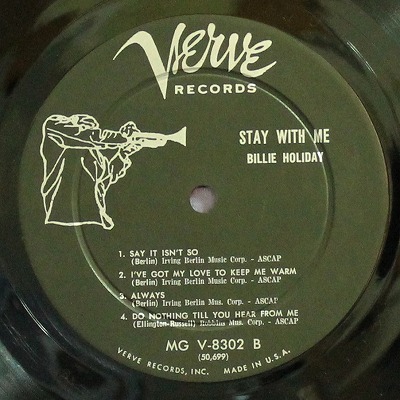 Verve
RECORDS
STAY WITH ME
BILLIE HOLIDAY
1. SAY IT ISN'T SO
(Berlin) Irving Berlin Music Corp. - ASCAP
2. I'VE GOT MY LOVE TO KEEP ME WARM
(Berlin) Irving Berlin Music Corp. - ASCAP
3. ALWAYS
(Berlin) Irving Berlin Mus. Corp. - ASCAP
4. DO NOTHING TILL YOU HEAR FROM ME
(Ellington-Russell) Robbins Mus. Corp. - ASCAP
MG V-8302 B
(50,699)
VERVE RECORDS, INC. MADE IN U.S.A.